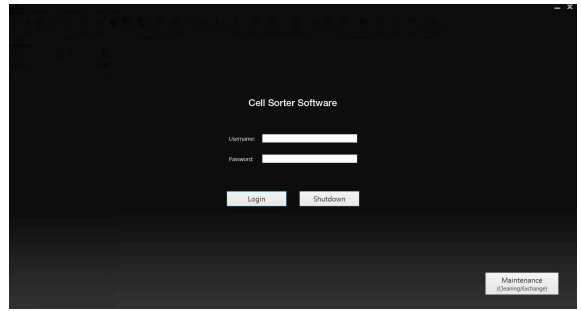 Cell Sorter Software
Username:
Password:
Login
Shutdown
Maintenance
(Cleaning/Exchange)